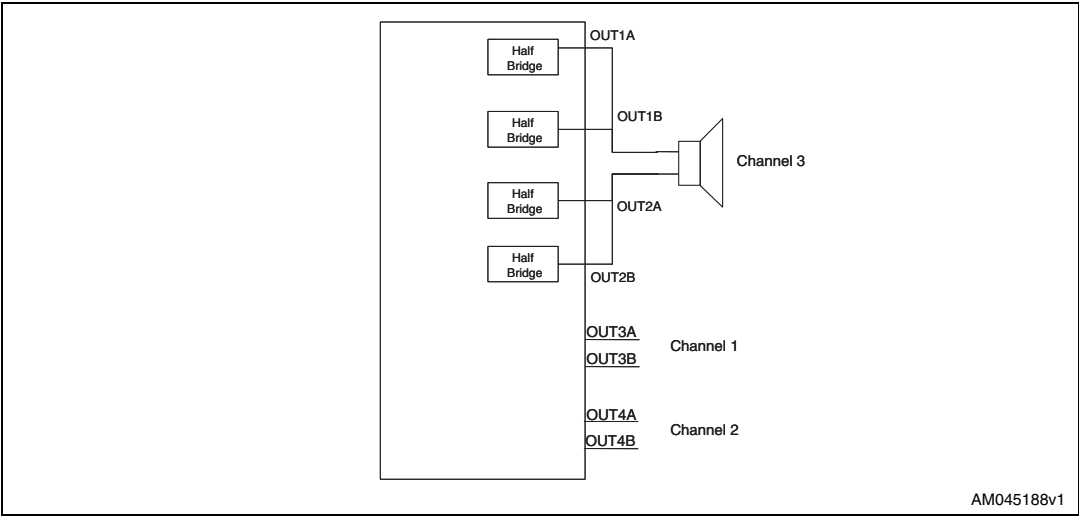 OUT1A
Half
Bridge
OUT1B
Half
Bridge
Channel 3
Half
Bridge
OUT2A
Half
Bridge
OUT2B
OUT3A
Channel 1
OUT3B
OUT4A
Channel 2
OUT4B
AM045188v1